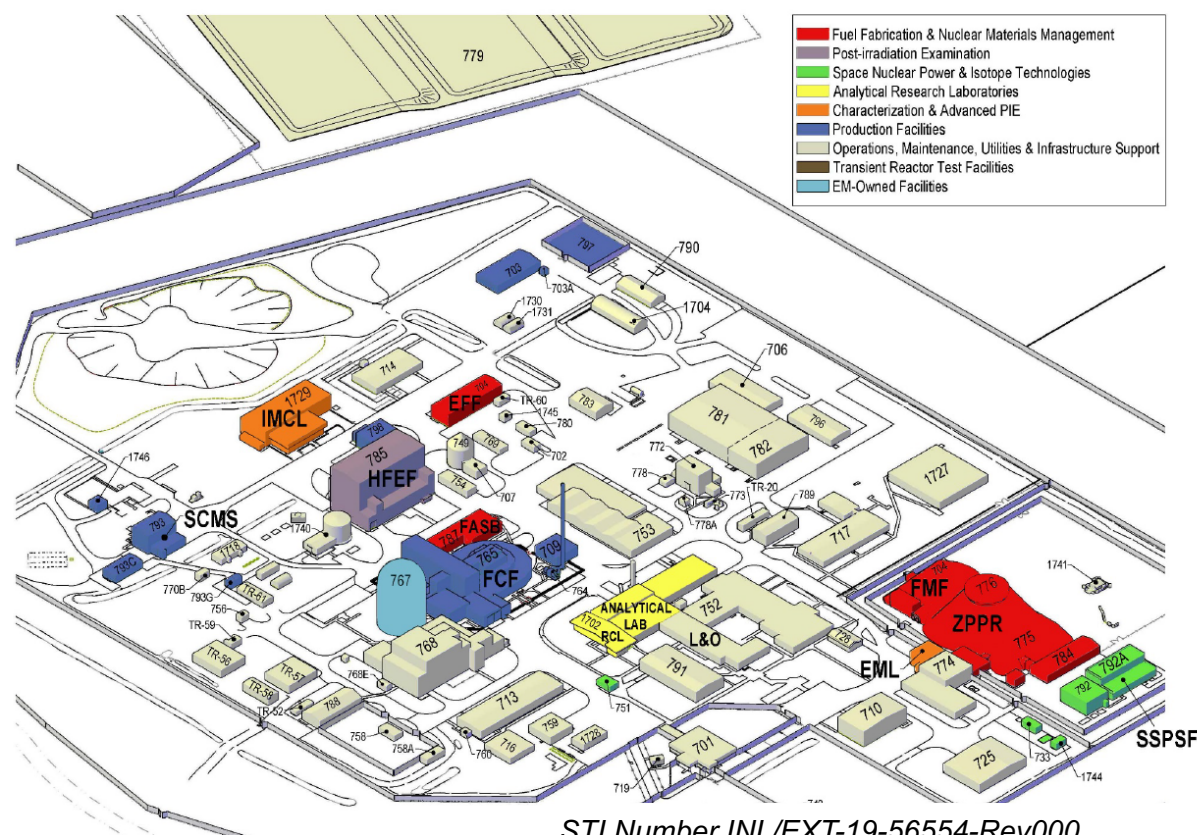 779
Fuel Fabrication & Nuclear Materials Management
Post-irradiation Examination
Space Nuclear Power & Isotope Technologies
Analytical Research Laboratories
Characterization & Advanced PIE
Production Facilities
Operations, Maintenance, Utilities & Infrastructure Support
Transient Reactor Test Facilities
EM-Owned Facilities
797
790
703
703A
1730
1731
1704
714
706
704
EFF
TR-60
1745
783
1729
IMCL
780
781
796
798
749
769
702
782
785
HFEF
772
754
707
778
773
TR-20
789
1727
1746
778A
717
793
SCMS
1740
787
FASB
753
1718
765
709
793C
FCF
764
1741
770B
793G
TR-61
767
FMF
776
756
ANALYTICAL
LAB
752
ZPPR
TR-59
1702
RCL
L&O
728
775
TR-56
768
784
792A
EML
774
TR-57
768E
791
792
TR-58
751
TR-52
788
713
710
SSPSF
758
759
1728
701
733
758A
760
716
725
1744
719
STI Number INL/EXT-19-56554-Rev000